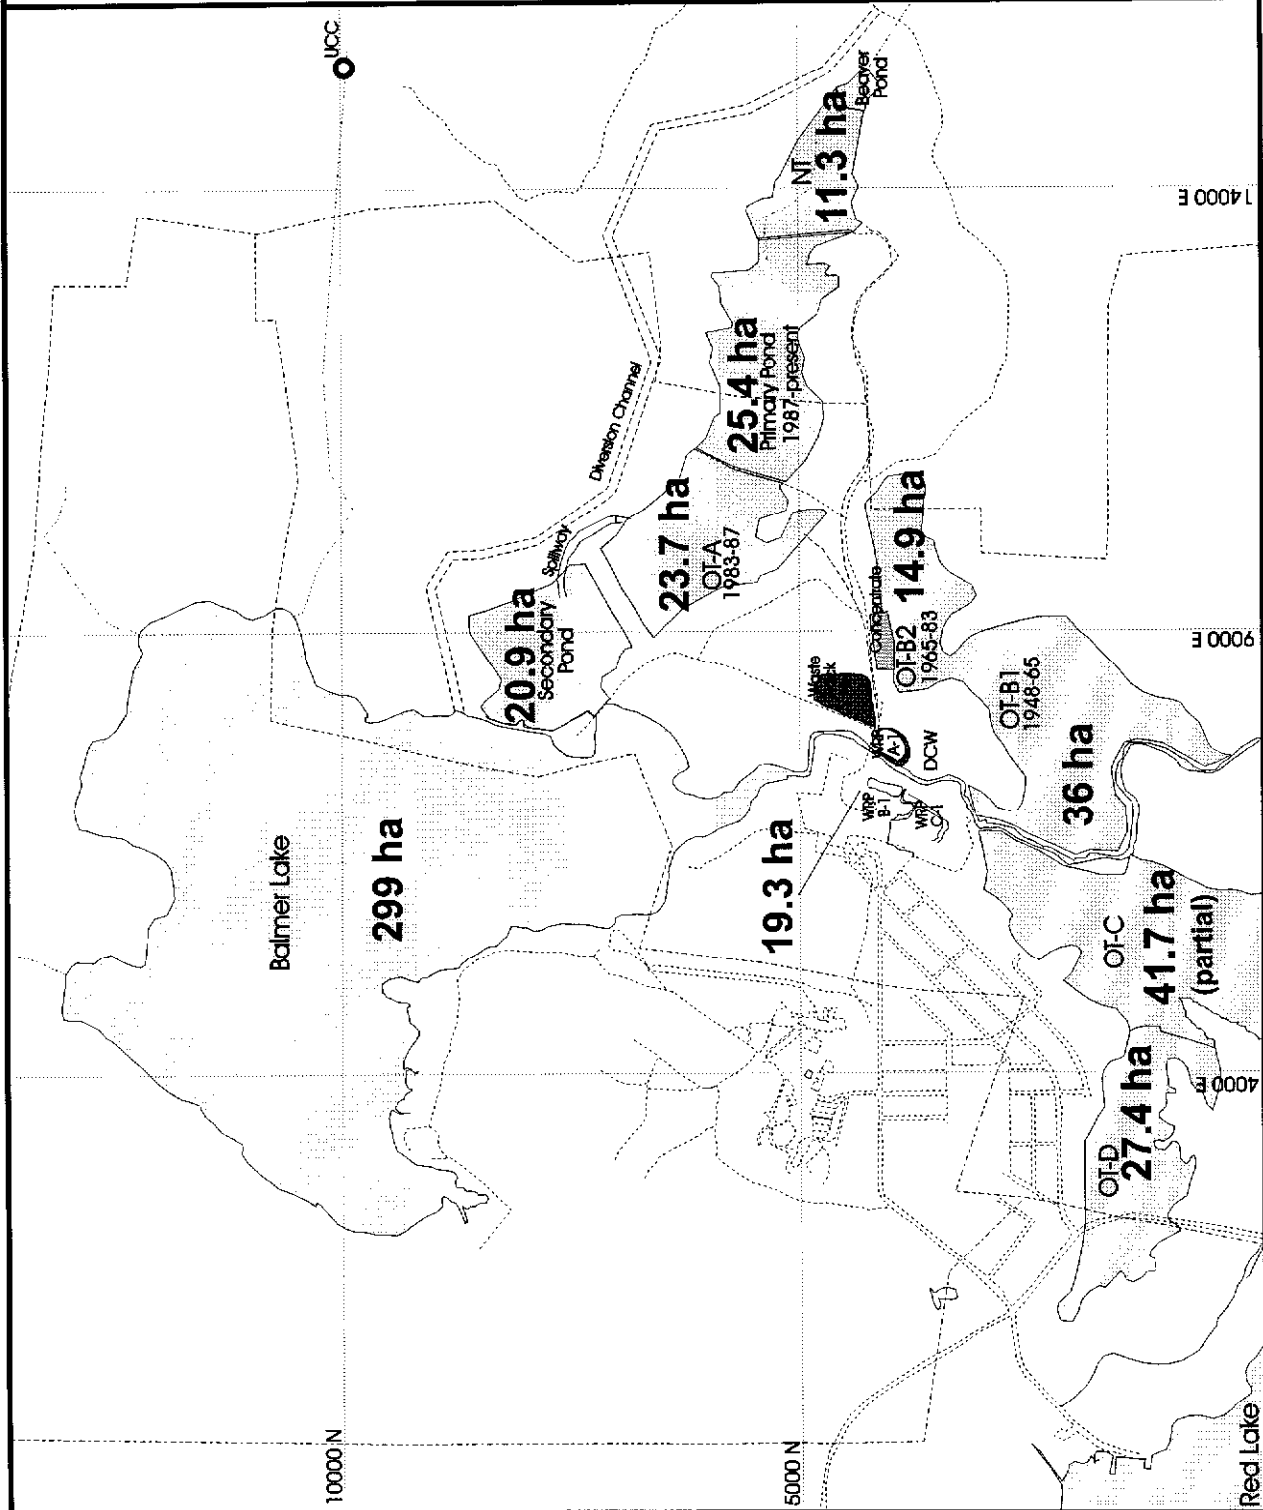 UCC
Balmer Lake
299 ha
Diversion Channel
Spillway
20.9 ha
Secondary
Pond
23.7 ha
OT-A
1983-87
25.4 ha
Primary Pond
1987-present
NT
11.3 ha
Beaver
Pond
14000 E
9000 E
4000 E
10000 N
5000 N
19.3 ha
Waste
Concentrate
14.9 ha
OT-B2
1965-83
OT-B1
1948-65
36 ha
A-1
DCW
WRP
B-1
WRP
C-1
OT-C
41.7 ha
(partial)
OT-D
27.4 ha
Red Lake